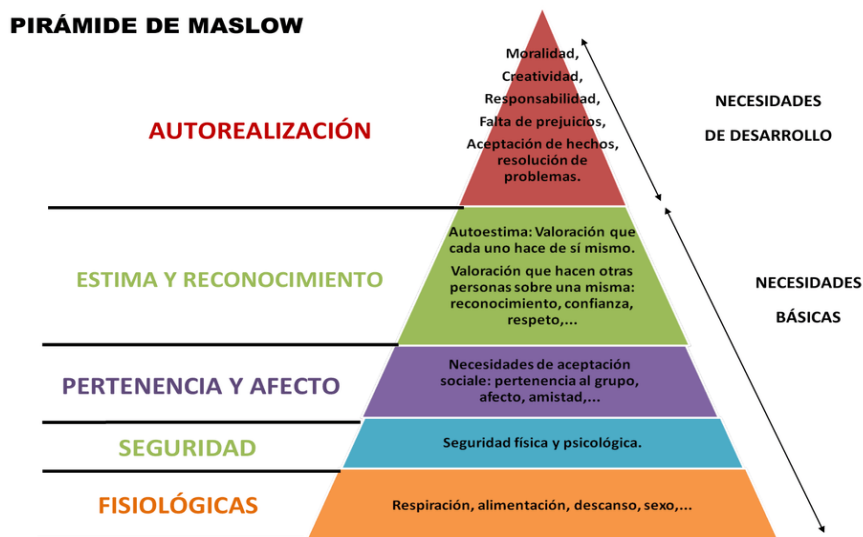 PIRÁMIDE DE MASLOW
Moralidad,
Creatividad,
Responsabilidad,
Falta de prejuicios,
Aceptación de hechos,
resolución de
problemas.
AUTOREALIZACIÓN
NECESIDADES
DE DESARROLLO
Autoestima: Valoración que
cada uno hace de sí mismo.
Valoración que hacen otras
personas sobre una misma:
reconocimiento, confianza,
respeto,...
ESTIMA Y RECONOCIMIENTO
NECESIDADES
BÁSICAS
PERTENENCIA Y AFECTO
Necesidades de aceptación
sociale: pertenencia al grupo,
afecto, amistad,...
SEGURIDAD
Seguridad física y psicológica.
FISIOLÓGICAS
Respiración, alimentación, descanso, sexo,...